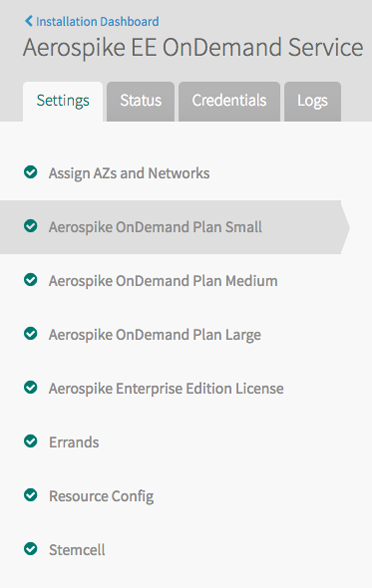 Installation Dashboard
Aerospike EE OnDemand Service
Settings Status Credentials Logs
Assign AZs and Networks
Aerospike OnDemand Plan Small
Aerospike OnDemand Plan Medium
Aerospike OnDemand Plan Large
Aerospike Enterprise Edition License
Errands
Resource Config
Stemcell